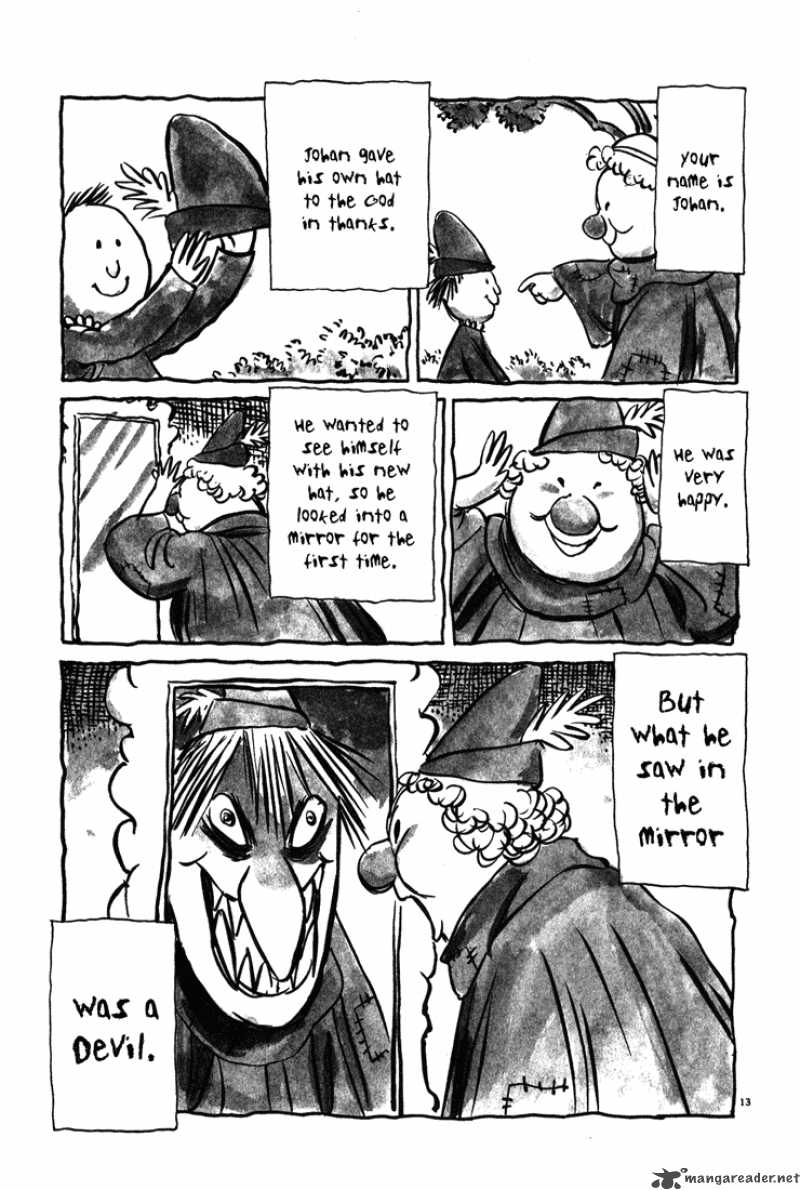 your
name is
Johan.
Johan gave
his own hat
to the God
in thanks.
He was
very
happy.
He wanted to
see himself
with his new
hat, so he
looked into a
mirror for the
first time.
But
what he
saw in
the
mirror
was a
Devil.
13
mangareader.net